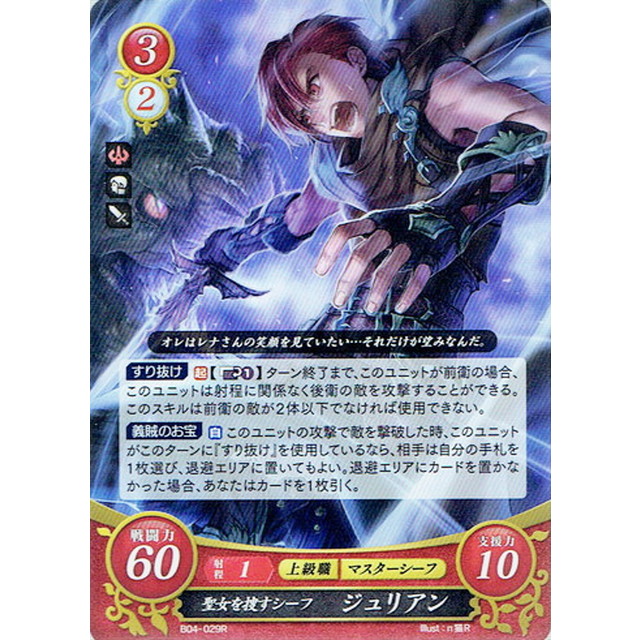 3
2
オレはレナさんの笑顔を見ていたい…それだけが望みなんだ。
すり抜け 起【 1】ターン終了まで、このユニットが前衛の場合、
このユニットは射程に関係なく後衛の敵を攻撃することができる。
このスキルは前衛の敵が2体以下でなければ使用できない。
義賊のお宝 自 このユニットの攻撃で敵を撃破した時、このユニット
がこのターンに『すり抜け』を使用しているなら、相手は自分の手札を
1枚選び、退避エリアに置いてもよい。退避エリアにカードを置かな
かった場合、あなたはカードを1枚引く。
戦闘力
60
射程 1 上級職 マスターシーフ
支援力
10
聖女を捜すシーフ ジュリアン
B04-029R
Illust：n猫R